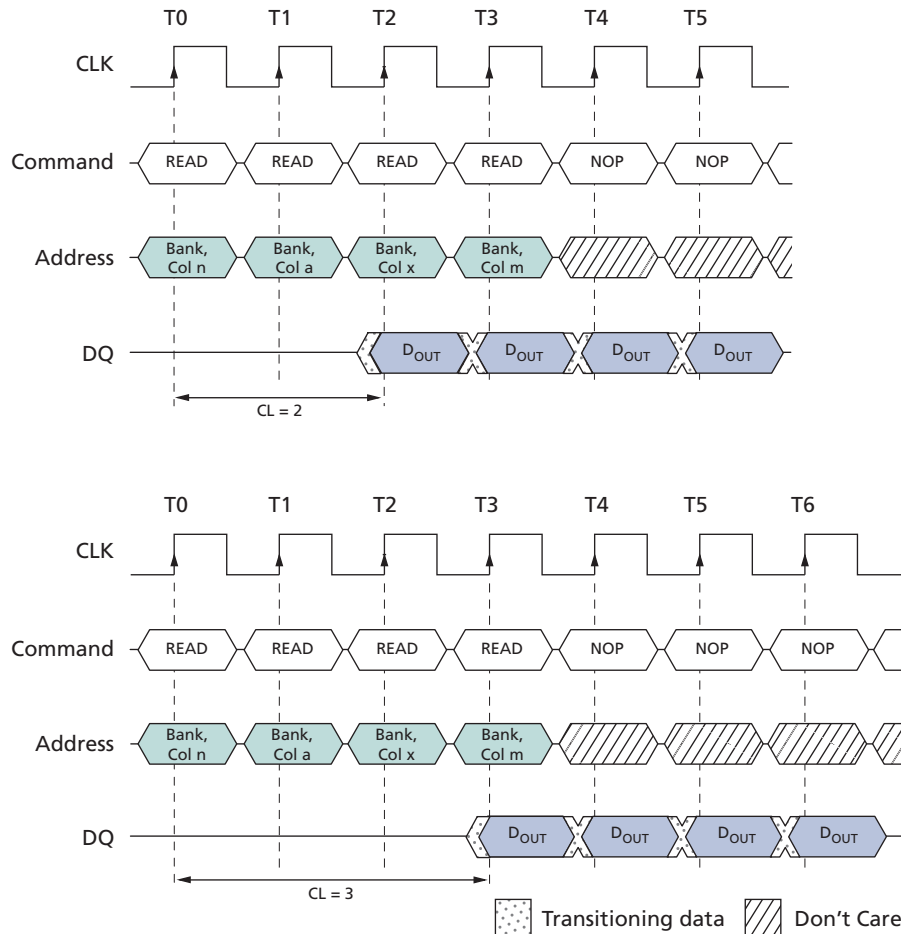 T0 T1 T2 T3 T4 T5
CLK
Command READ READ READ READ NOP NOP
Address Bank, Col n Bank, Col a Bank, Col x Bank, Col m
DQ DOUT DOUT DOUT DOUT
CL = 2
T0 T1 T2 T3 T4 T5 T6
CLK
Command READ READ READ READ NOP NOP NOP
Address Bank, Col n Bank, Col a Bank, Col x Bank, Col m
DQ DOUT DOUT DOUT DOUT
CL = 3
Transitioning data Don't Care